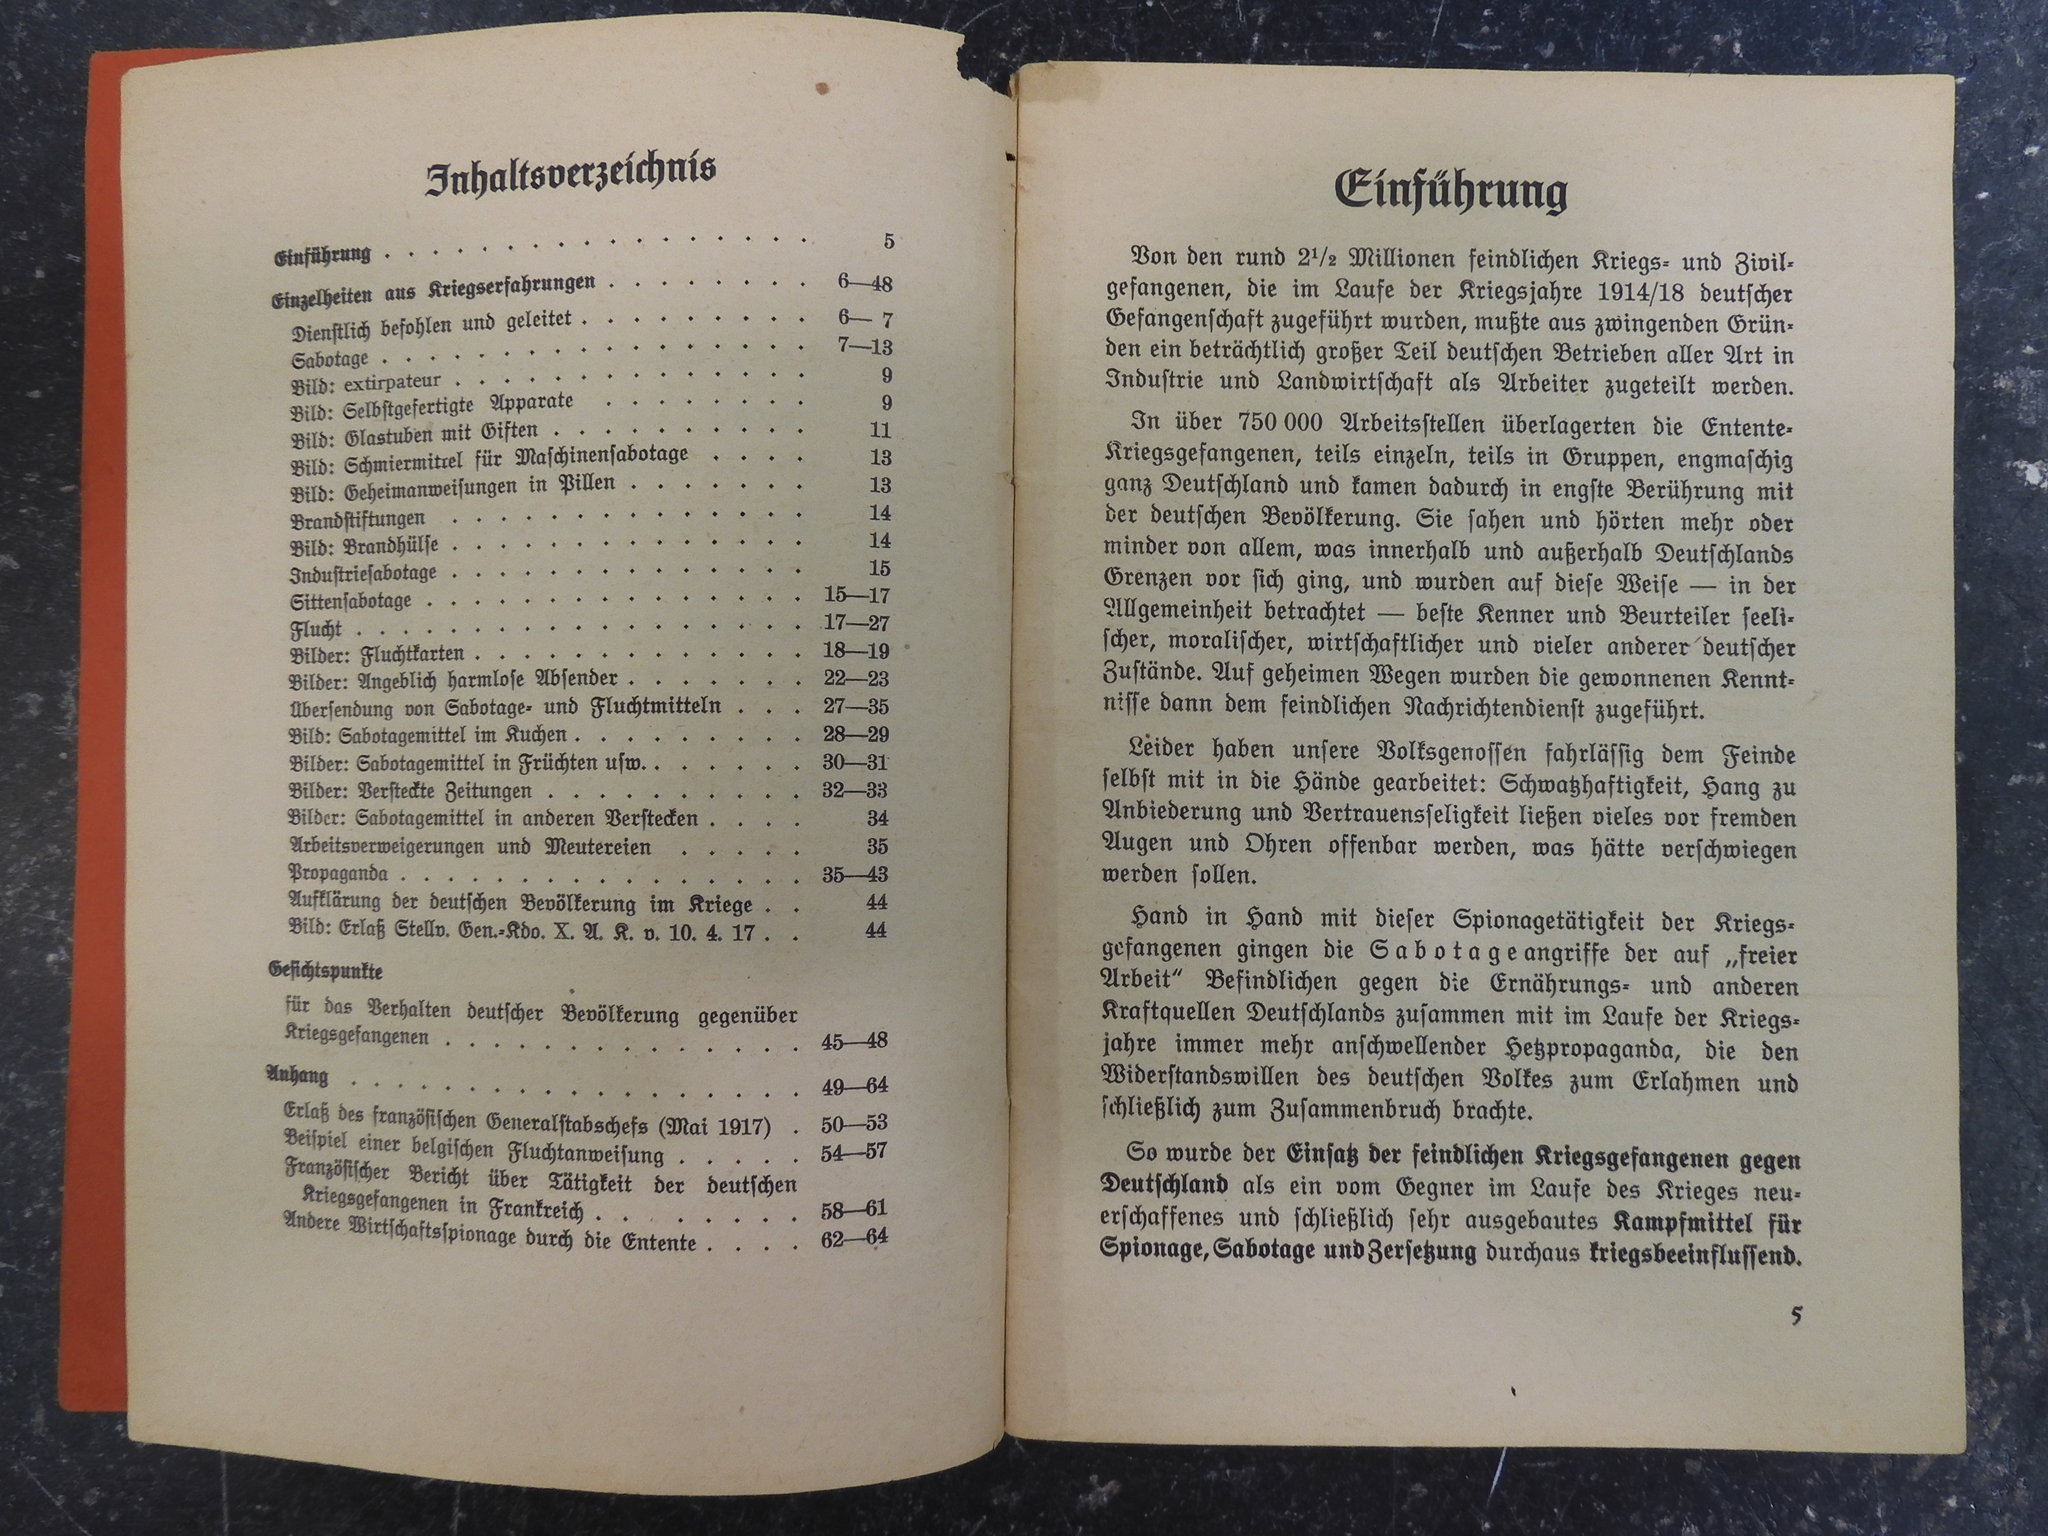 Inhaltsverzeichnis
Einführung . . . . . . . . . . . . . . . . . 5
Einzelheiten aus Kriegserfahrungen . . . . . . . . 6—48
Dienstlich befohlen und geleitet . . . . . . . . . 6— 7
Sabotage . . . . . . . . . . . . . . . . . 7—13
Bild: extirpateur . . . . . . . . . . . . . . 9
Bild: Selbstgefertigte Apparate . . . . . . . . 9
Bild: Glastuben mit Giften . . . . . . . . . . 11
Bild: Schmiermittel für Maschinensabotage . . . . 13
Bild: Geheimanweisungen in Pillen . . . . . . . 13
Brandstiftungen . . . . . . . . . . . . . . 14
Bild: Brandhülse . . . . . . . . . . . . . . 14
Industriesabotage . . . . . . . . . . . . . . 15
Sittensabotage . . . . . . . . . . . . . . . 15—17
Flucht . . . . . . . . . . . . . . . . . . 17—27
Bilder: Fluchtkarten . . . . . . . . . . . . . 18—19
Bilder: Angeblich harmlose Absender . . . . . . . 22—23
Übersendung von Sabotage- und Fluchtmitteln . . . 27—35
Bild: Sabotagemittel im Kuchen . . . . . . . . . 28—29
Bilder: Sabotagemittel in Früchten usw. . . . . . . 30—31
Bilder: Versteckte Zeitungen . . . . . . . . . . 32—33
Bilder: Sabotagemittel in anderen Verstecken . . . . 34
Arbeitsverweigerungen und Meutereien . . . . . 35
Propaganda . . . . . . . . . . . . . . . . 35—43
Aufklärung der deutschen Bevölkerung im Kriege . . 44
Bild: Erlaß Stellv. Gen.-Kdo. X. A. K. v. 10. 4. 17 . . 44
Gesichtspunkte
für das Verhalten deutscher Bevölkerung gegenüber
Kriegsgefangenen . . . . . . . . . . . . . . 45—48
Anhang . . . . . . . . . . . . . . . . . . 49—64
Erlaß des französischen Generalstabschefs (Mai 1917) . 50—53
Beispiel einer belgischen Fluchtanweisung . . . . . 54—57
Französischer Bericht über Tätigkeit der deutschen
Kriegsgefangenen in Frankreich . . . . . . . . 58—61
Andere Wirtschaftsspionage durch die Entente . . . . 62—64
Einführung
Von den rund 2½ Millionen feindlichen Kriegs- und Zivil-
gefangenen, die im Laufe der Kriegsjahre 1914/18 deutscher
Gefangenschaft zugeführt wurden, mußte aus zwingenden Grün-
den ein beträchtlich großer Teil deutschen Betrieben aller Art in
Industrie und Landwirtschaft als Arbeiter zugeteilt werden.
In über 750 000 Arbeitsstellen überlagerten die Entente-
Kriegsgefangenen, teils einzeln, teils in Gruppen, engmaschig
ganz Deutschland und kamen dadurch in engste Berührung mit
der deutschen Bevölkerung. Sie sahen und hörten mehr oder
minder von allem, was innerhalb und außerhalb Deutschlands
Grenzen vor sich ging, und wurden auf diese Weise — in der
Allgemeinheit betrachtet — beste Kenner und Beurteiler seeli-
scher, moralischer, wirtschaftlicher und vieler anderer deutscher
Zustände. Auf geheimen Wegen wurden die gewonnenen Kennt-
nisse dann dem feindlichen Nachrichtendienst zugeführt.
Leider haben unsere Volksgenossen fahrlässig dem Feinde
selbst mit in die Hände gearbeitet: Schwatzhaftigkeit, Hang zu
Anbiederung und Vertrauensseligkeit ließen vieles vor fremden
Augen und Ohren offenbar werden, was hätte verschwiegen
werden sollen.
Hand in Hand mit dieser Spionagetätigkeit der Kriegs-
gefangenen gingen die Sabotageangriffe der auf „freier
Arbeit“ Befindlichen gegen die Ernährungs- und anderen
Kraftquellen Deutschlands zusammen mit im Laufe der Kriegs-
jahre immer mehr anschwellender Hetzpropaganda, die den
Widerstandswillen des deutschen Volkes zum Erlahmen und
schließlich zum Zusammenbruch brachte.
So wurde der Einsatz der feindlichen Kriegsgefangenen gegen
Deutschland als ein vom Gegner im Laufe des Krieges neu-
erschaffenes und schließlich sehr ausgebautes Kampfmittel für
Spionage, Sabotage und Zersetzung durchaus kriegsbeeinflussend.
5